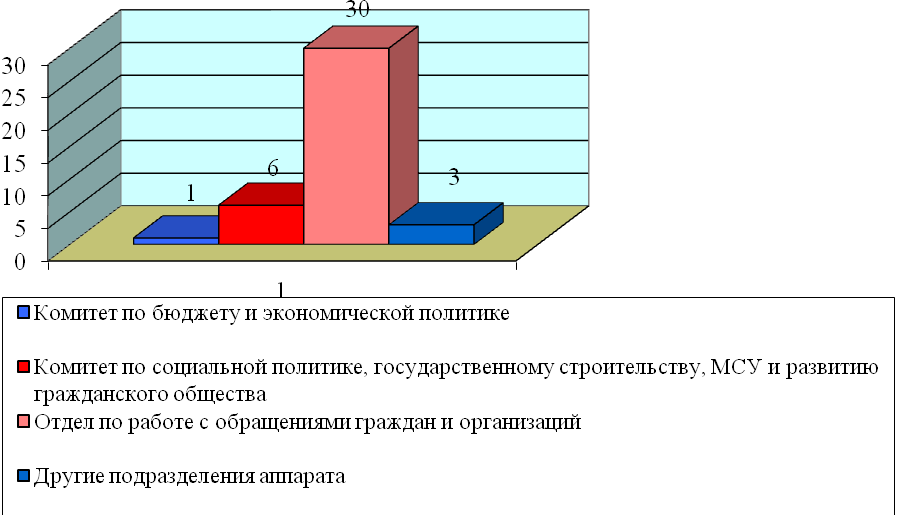 30
30
25
20
15
10
5
0
1
6
3
1
Комитет по бюджету и экономической политике
Комитет по социальной политике, государственному строительству, МСУ и развитию
гражданского общества
Отдел по работе с обращениями граждан и организаций
Другие подразделения аппарата